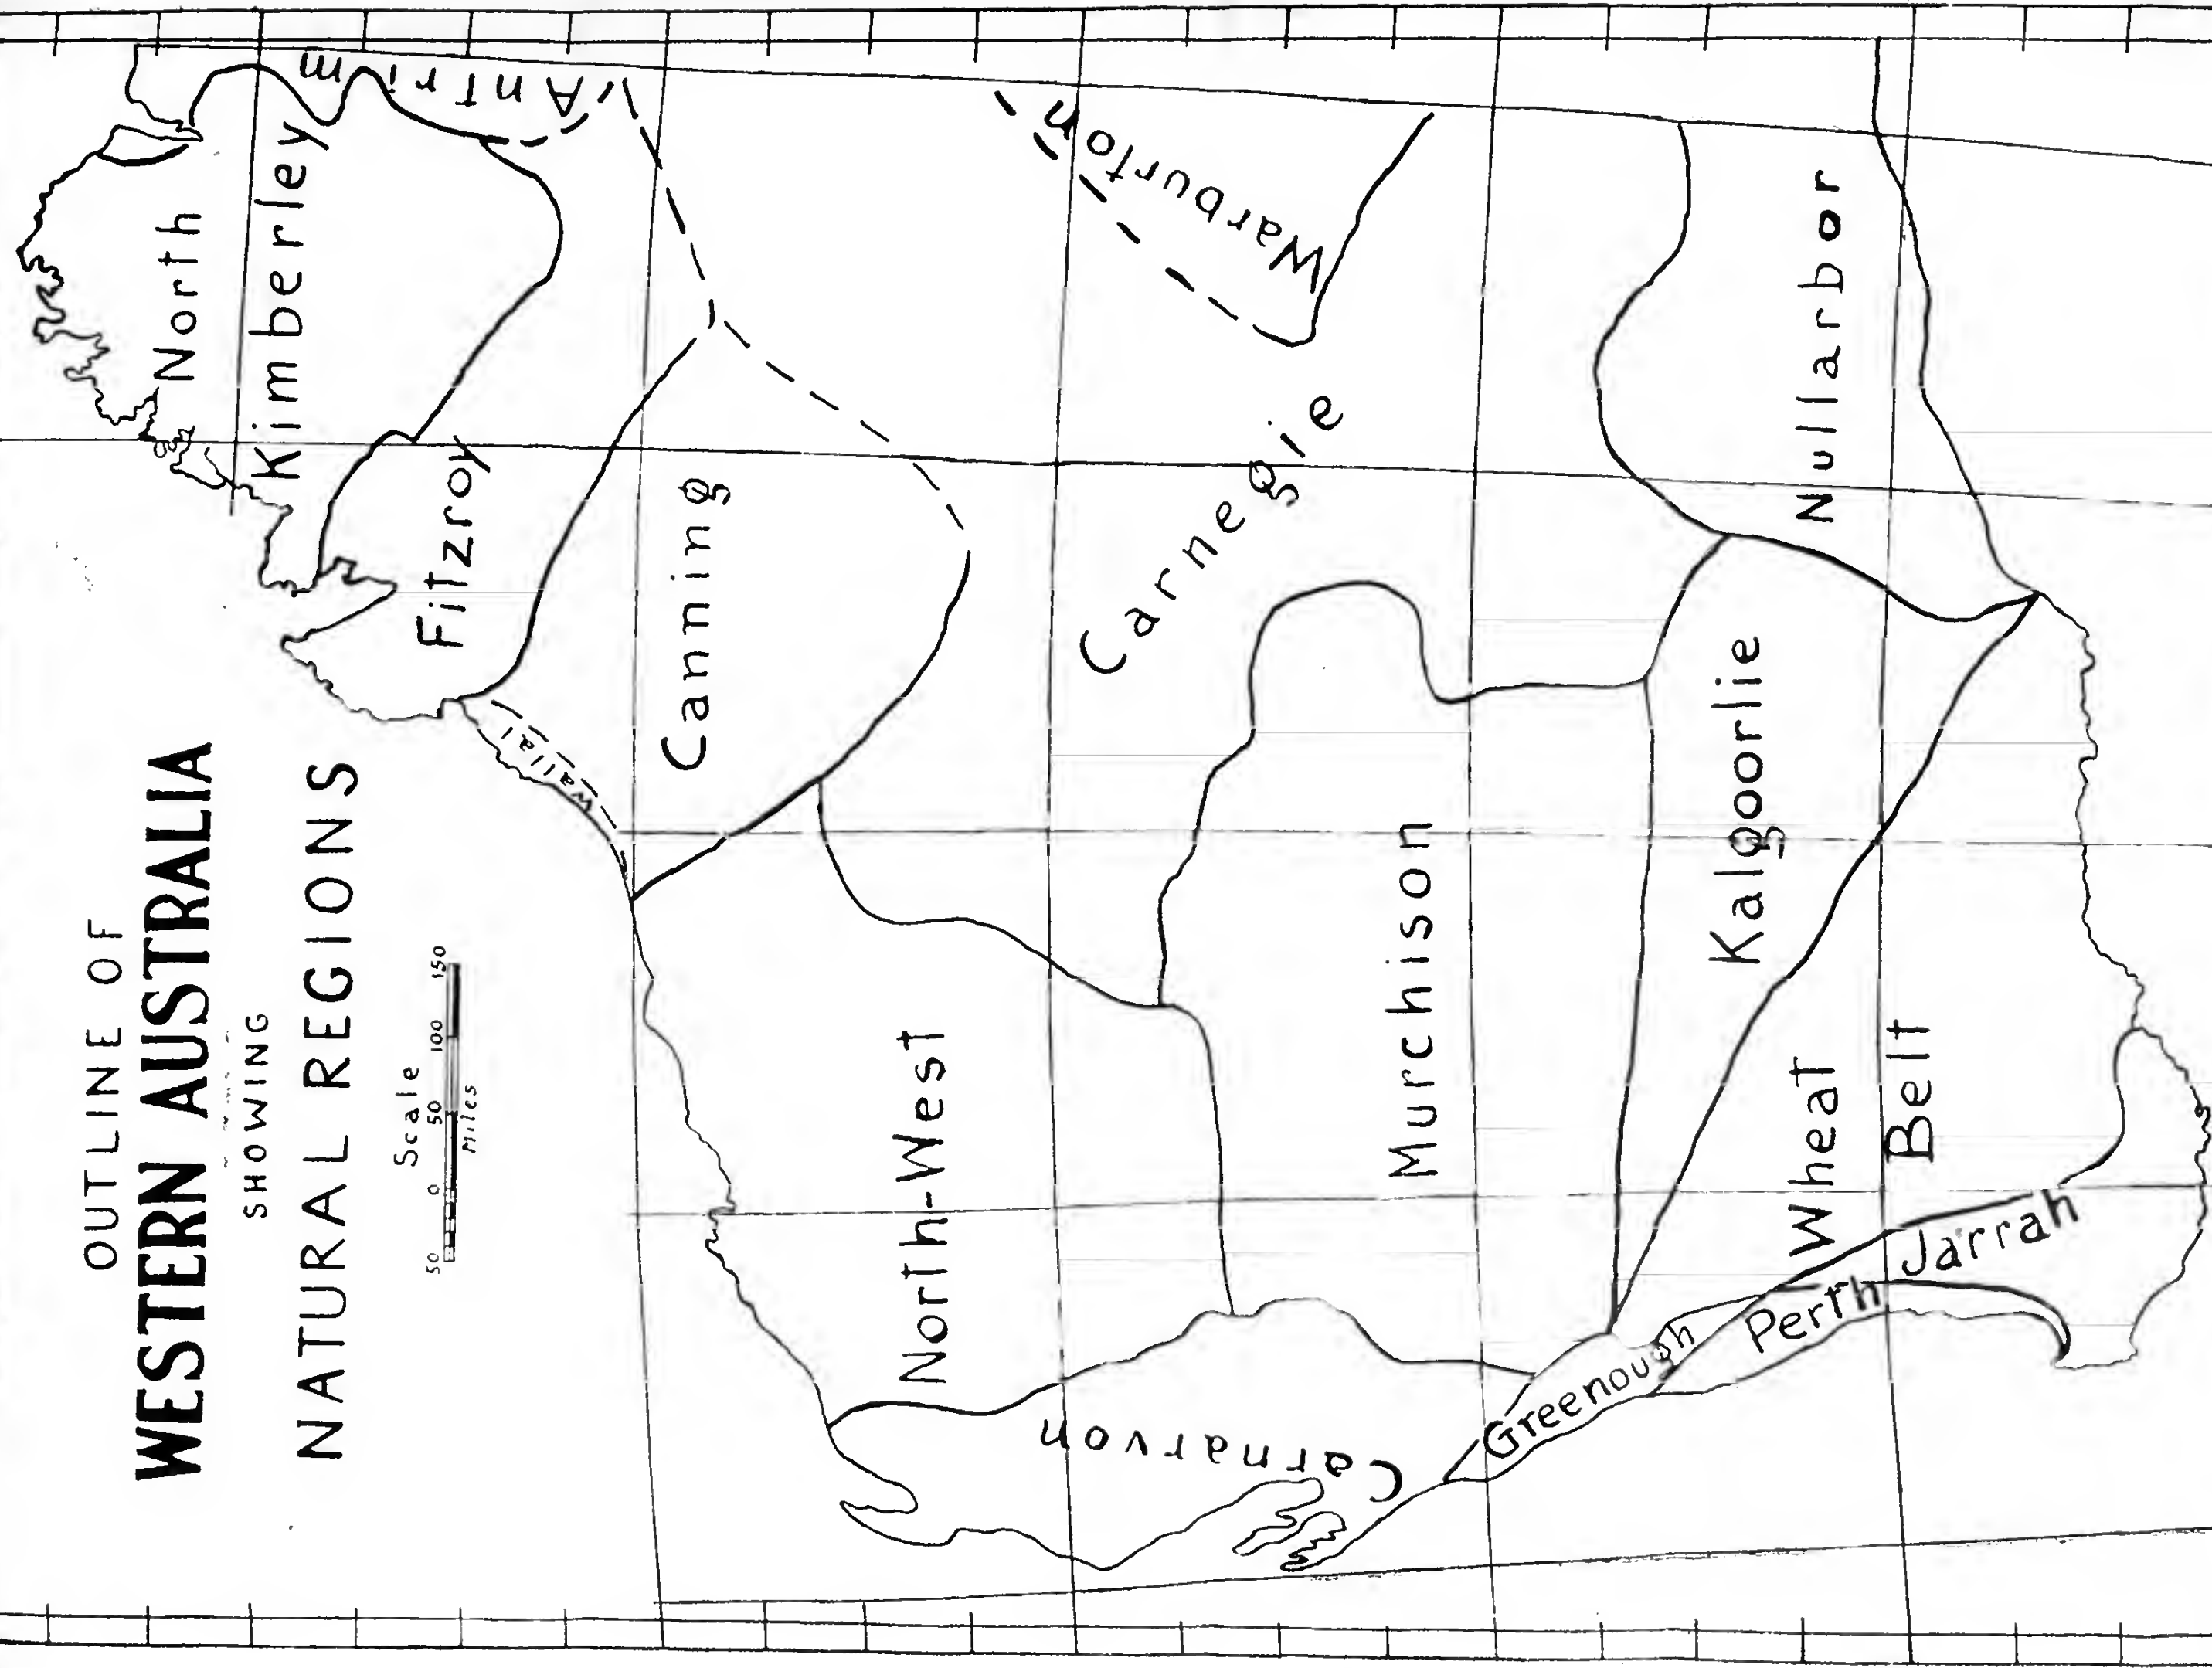 OUTLINE OF
WESTERN AUSTRALIA
SHOWING
NATURAL REGIONS
Scale
50 0 50 100 150
Miles
North
Kimberley
Antrim
Fitzroy
Wallal
Canning
Warburton
Carnegie
North-West
Carnarvon
Murchison
Nullarbor
Kalgoorlie
Greenough
Wheat
Belt
Perth
Jarrah